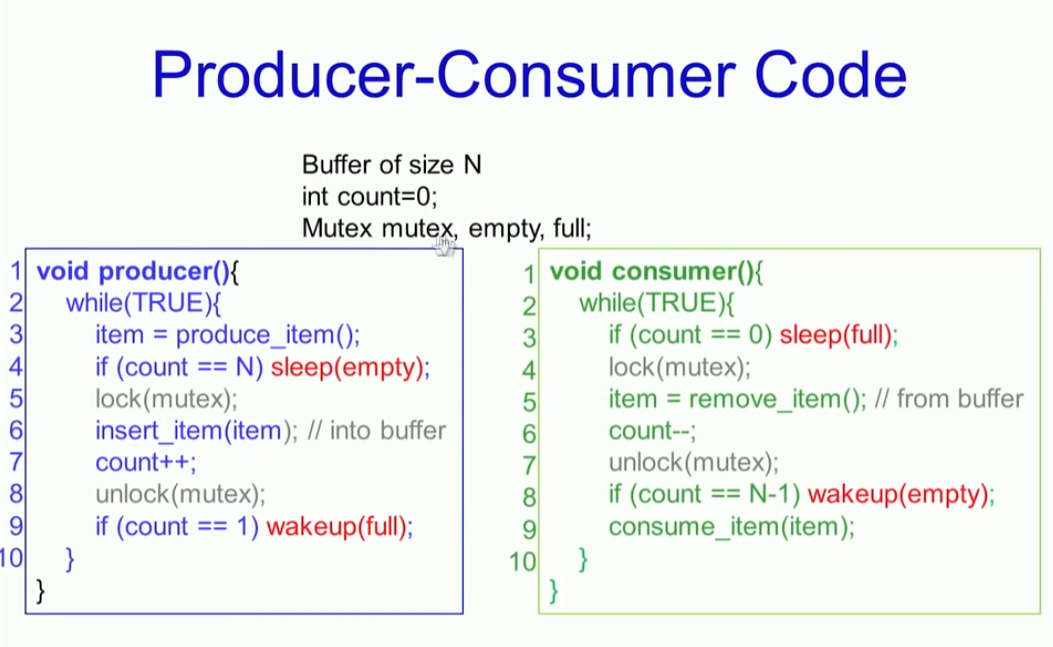 Producer-Consumer Code
Buffer of size N
int count=0;
Mutex mutex, empty, full;
1 void producer(){
2 while(TRUE){
3 item = produce_item();
4 if (count == N) sleep(empty);
5 lock(mutex);
6 insert_item(item); // into buffer
7 count++;
8 unlock(mutex);
9 if (count == 1) wakeup(full);
10 }
}
1 void consumer(){
2 while(TRUE){
3 if (count == 0) sleep(full);
4 lock(mutex);
5 item = remove_item(); // from buffer
6 count--;
7 unlock(mutex);
8 if (count == N-1) wakeup(empty);
9 consume_item(item);
10 }
}